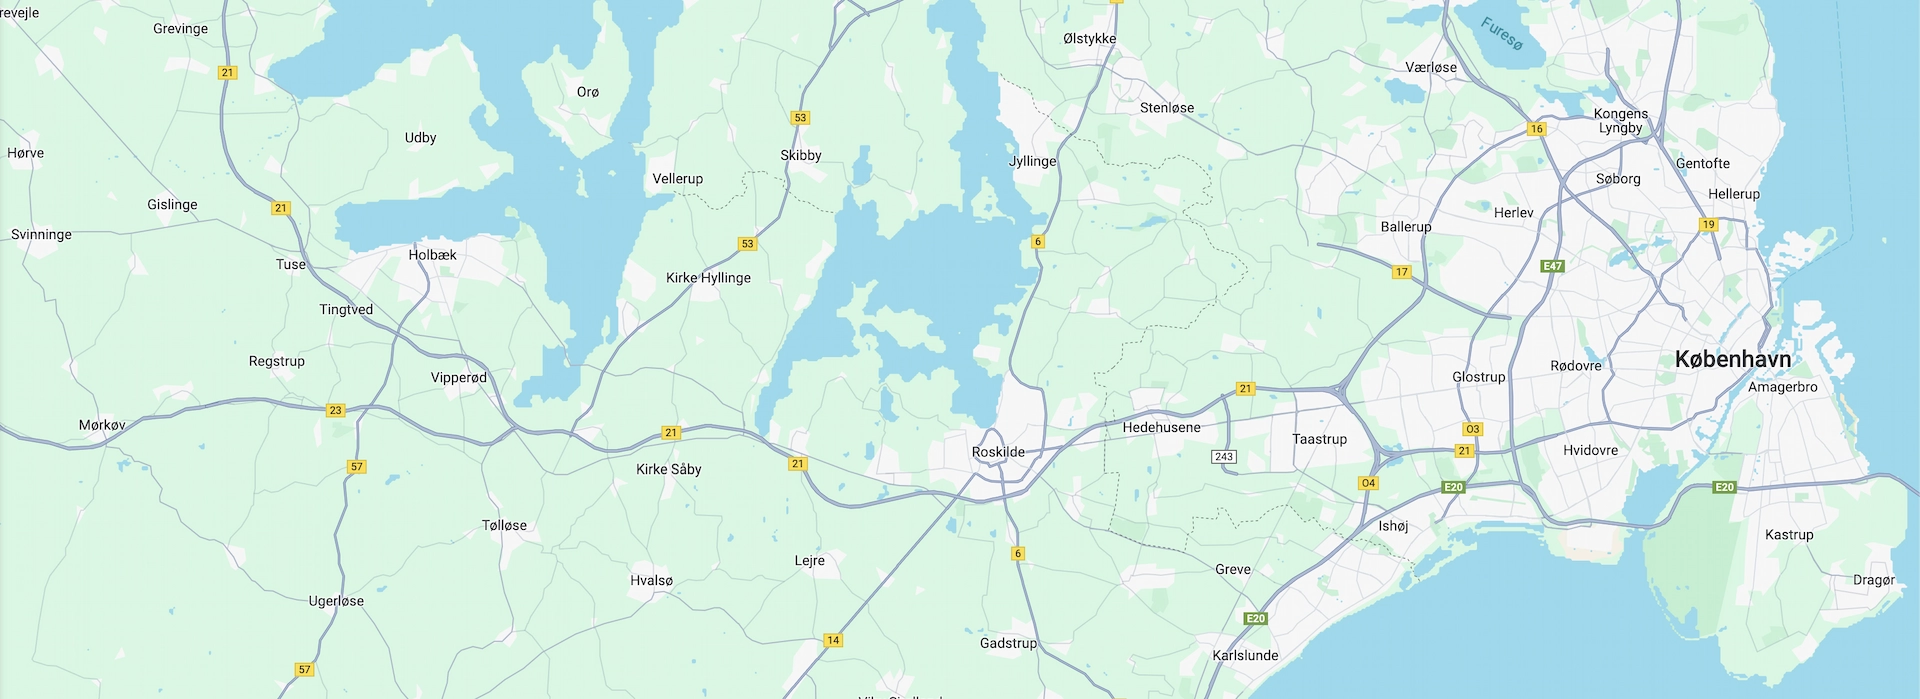 revejle
Grevinge
21
Orø
Udby
Hørve
Gislinge
21
Svinninge
Tuse
Holbæk
Tingtved
Regstrup
Vipperød
23
Mørkøv
57
Ugerløse
57
53
Skibby
Vellerup
53
Kirke Hyllinge
21
Kirke Såby
21
Tølløse
Hvalsø
Lejre
14
Ølstykke
Stenløse
Jyllinge
6
Roskilde
6
Gadstrup
Hedehusene
21
243
Taastrup
Greve
E20
Karlslunde
Ishøj
O4
E20
21
O3
Glostrup
Rødovre
Hvidovre
Furesø
Værløse
16
Kongens
Lyngby
Gentofte
Søborg
Hellerup
Herlev
Ballerup
19
17
E47
København
Amagerbro
E20
Kastrup
Dragør